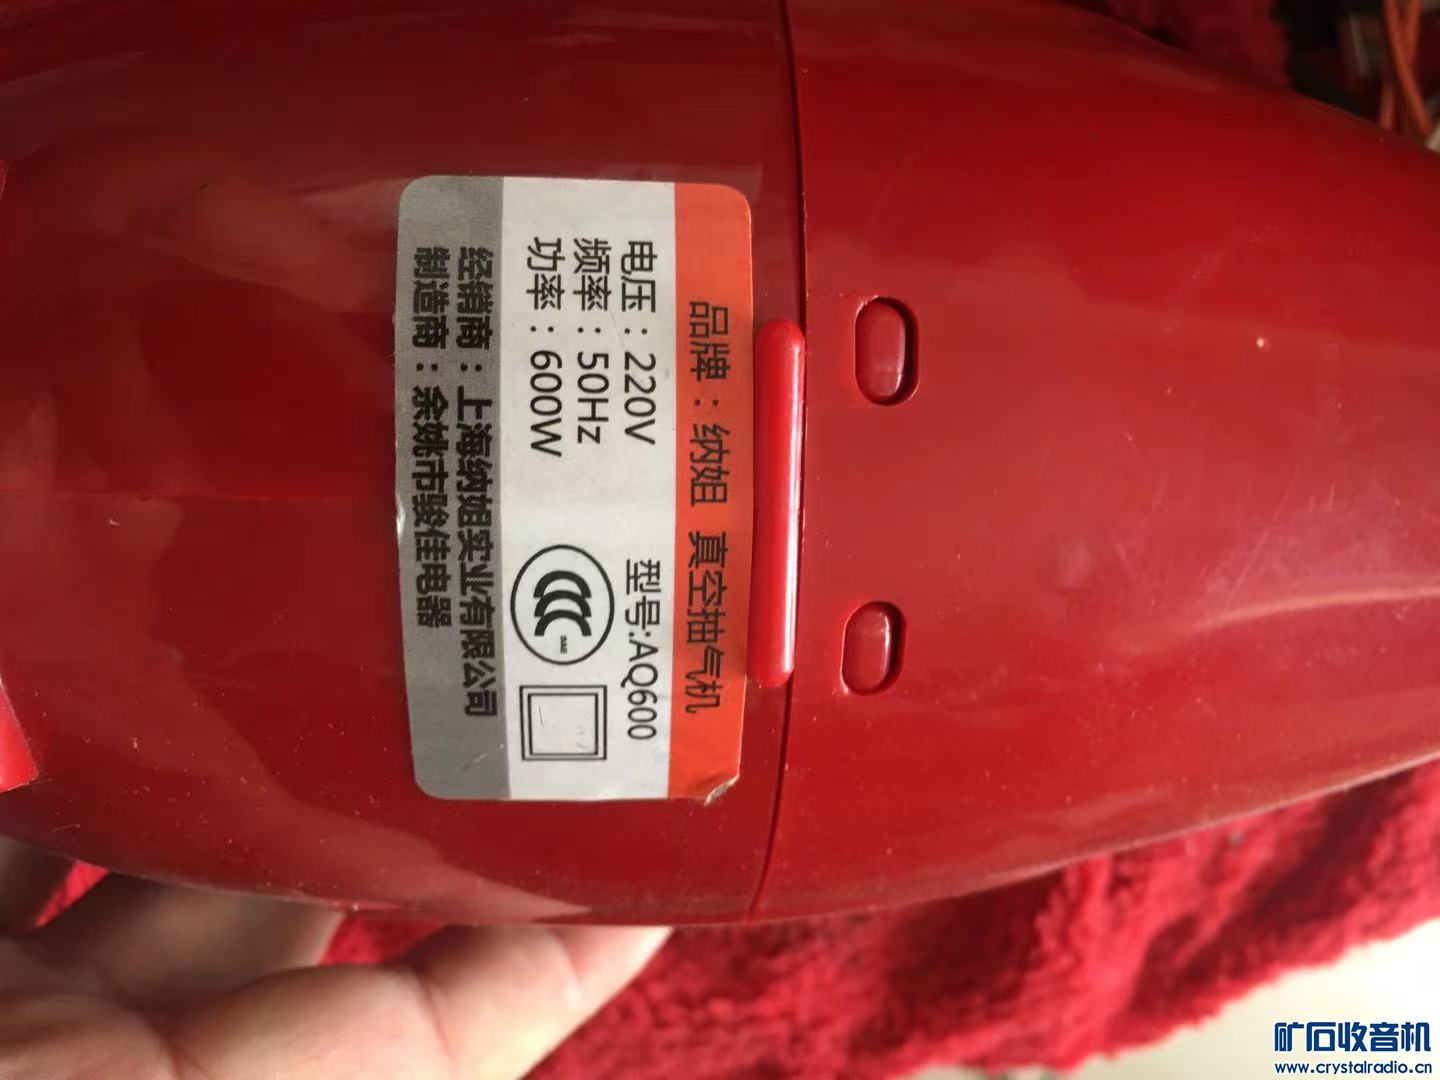 品牌：纳姐 真空抽气机
电压：220V 型号:AQ600
频率：50Hz
功率：600W
经销商：上海纳姐实业有限公司
制造商：余姚市骏佳电器
矿石收音机
www.crystalradio.cn